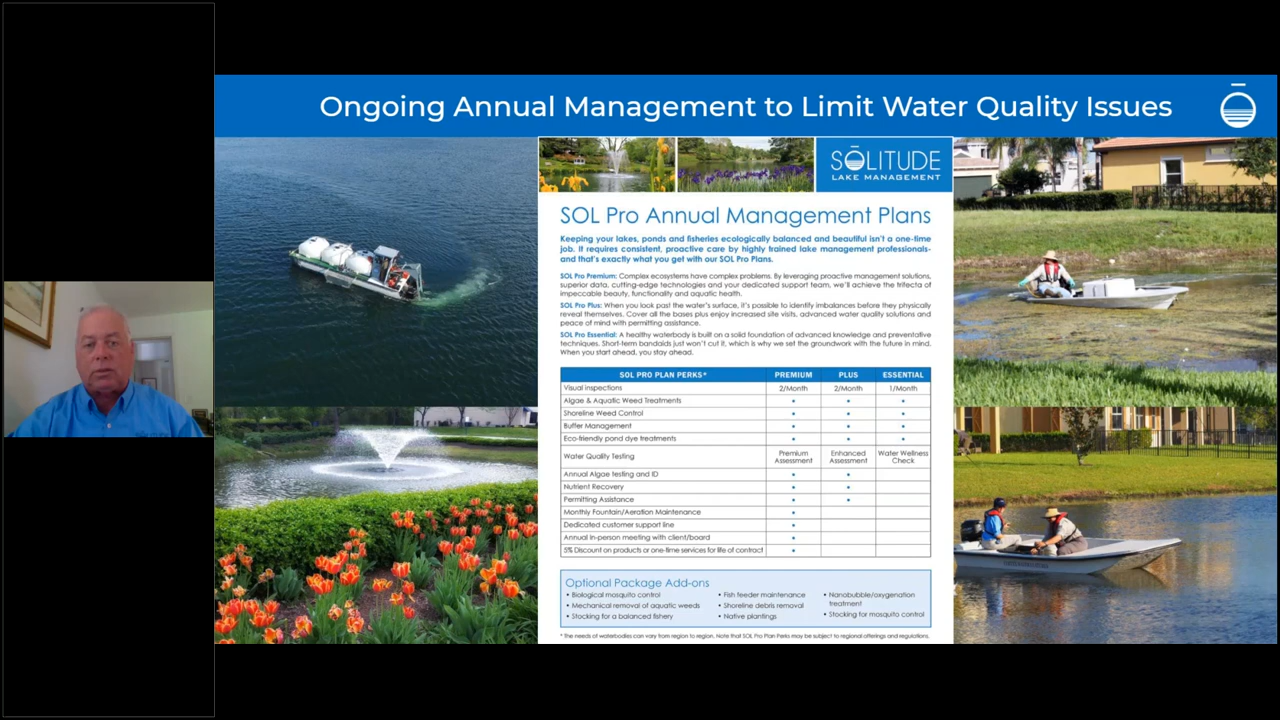 Ongoing Annual Management to Limit Water Quality Issues
SŌLITUDE
LAKE MANAGEMENT
SOL Pro Annual Management Plans
Keeping your lakes, ponds and fisheries ecologically balanced and beautiful isn't a one-time
job. It requires consistent, proactive care by highly trained lake management professionals-
and that's exactly what you get with our SOL Pro Plans.
SOL Pro Premium: Complex ecosystems have complex problems. By leveraging proactive management solutions,
superior data, cutting-edge technologies and your dedicated support team, we'll achieve the trifecta of
impeccable beauty, functionality and aquatic health.
SOL Pro Plus: When you look past the water's surface, it's possible to identify imbalances before they physically
reveal themselves. Cover all the bases plus enjoy increased site visits, advanced water quality solutions and
peace of mind with permitting assistance.
SOL Pro Essential: A healthy waterbody is built on a solid foundation of advanced knowledge and preventative
techniques. Short-term bandaids just won't cut it, which is why we set the groundwork with the future in mind.
When you start ahead, you stay ahead.
SOL PRO PLAN PERKS* PREMIUM PLUS ESSENTIAL
Visual inspections 2/Month 2/Month 1/Month
Algae & Aquatic Weed Treatments • • •
Shoreline Weed Control • • •
Buffer Management • • •
Eco-friendly pond dye treatments • • •
Water Quality Testing Premium Assessment Enhanced Assessment Water Wellness Check
Annual Algae testing and ID • •
Nutrient Recovery • •
Permitting Assistance • •
Monthly Fountain/Aeration Maintenance •
Dedicated customer support line •
Annual in-person meeting with client/board •
5% Discount on products or one-time services for life of contract •
Optional Package Add-ons
• Biological mosquito control
• Mechanical removal of aquatic weeds
• Stocking for a balanced fishery
• Fish feeder maintenance
• Shoreline debris removal
• Native plantings
• Nanobubble/oxygenation
treatment
• Stocking for mosquito control
* The needs of waterbodies can vary from region to region. Note that SOL Pro Plan Perks may be subject to regional offerings and regulations.